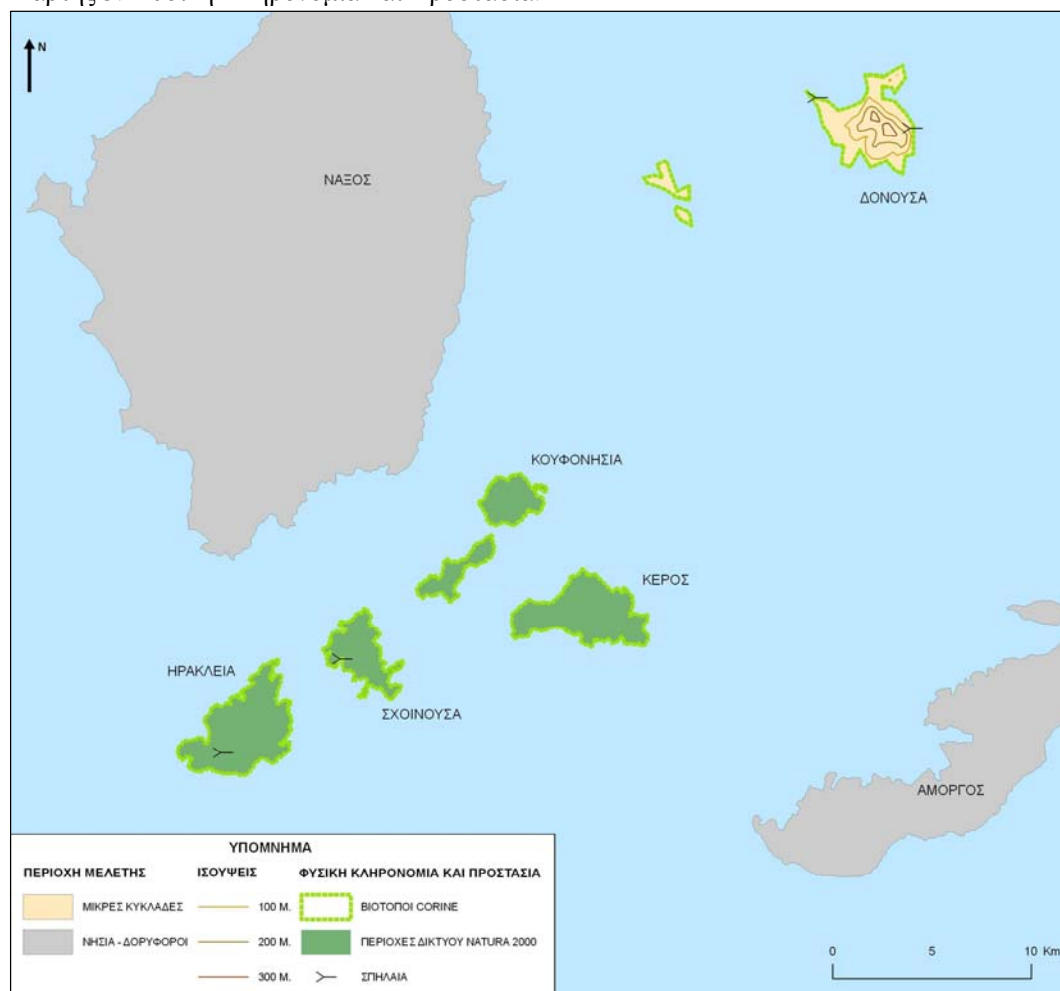 N
ΝΑΞΟΣ
ΔΟΝΟΥΣΑ
ΚΟΥΦΟΝΗΣΙΑ
ΚΕΡΟΣ
ΗΡΑΚΛΕΙΑ
ΣΧΟΙΝΟΥΣΑ
ΑΜΟΡΓΟΣ
ΥΠΟΜΝΗΜΑ
ΠΕΡΙΟΧΗ ΜΕΛΕΤΗΣ ΙΣΟΥΨΕΙΣ ΦΥΣΙΚΗ ΚΛΗΡΟΝΟΜΙΑ ΚΑΙ ΠΡΟΣΤΑΣΙΑ
ΜΙΚΡΕΣ ΚΥΚΛΑΔΕΣ 100 Μ. ΒΙΟΤΟΠΟΙ CORINE
ΝΗΣΙΑ - ΔΟΡΥΦΟΡΟΙ 200 Μ. ΠΕΡΙΟΧΕΣ ΔΙΚΤΥΟΥ NATURA 2000
300 Μ. ΣΠΗΛΑΙΑ
0 5 10 Km